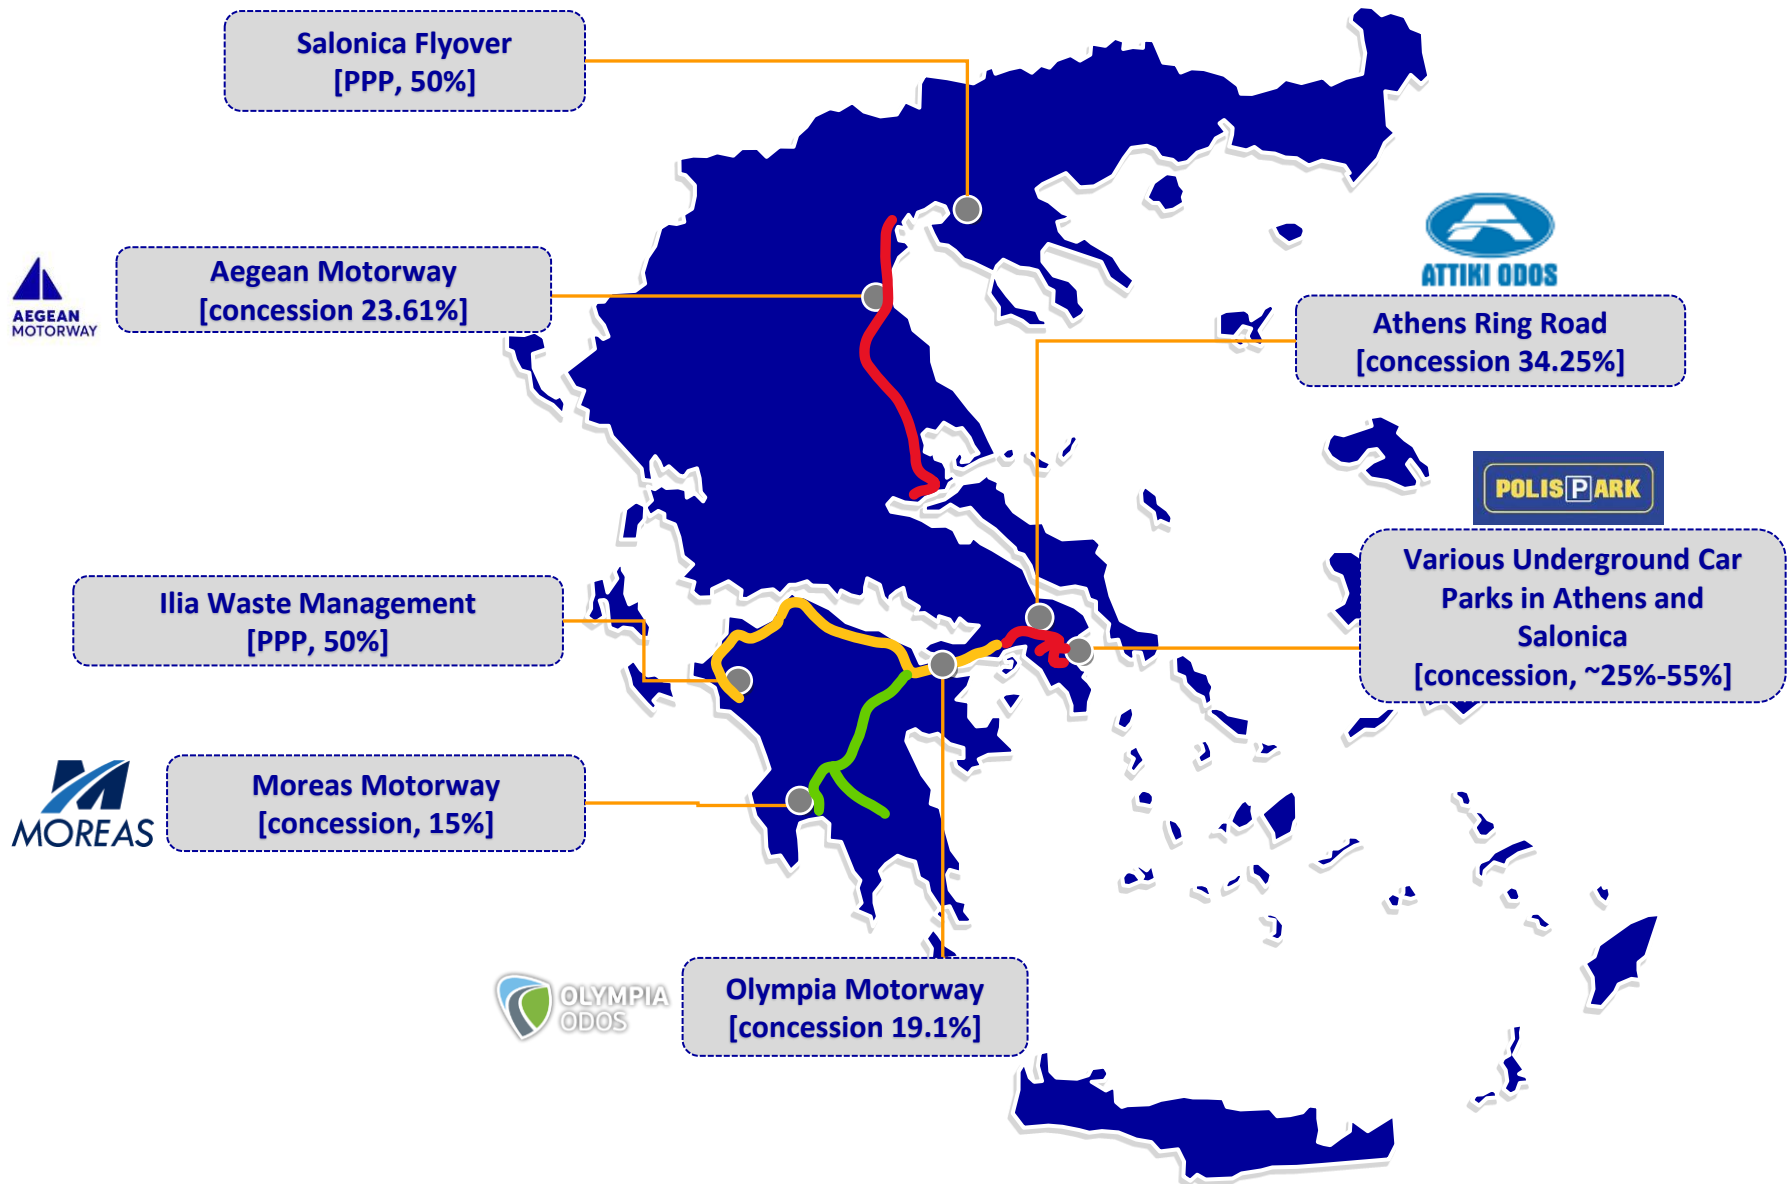 Salonica Flyover
[PPP, 50%]
AEGEAN
MOTORWAY
Aegean Motorway
[concession 23.61%]
ATTIKI ODOS
Athens Ring Road
[concession 34.25%]
POLISPARK
Various Underground Car
Parks in Athens and
Salonica
[concession, ~25%-55%]
Ilia Waste Management
[PPP, 50%]
MOREAS
Moreas Motorway
[concession, 15%]
OLYMPIA
ODOS
Olympia Motorway
[concession 19.1%]